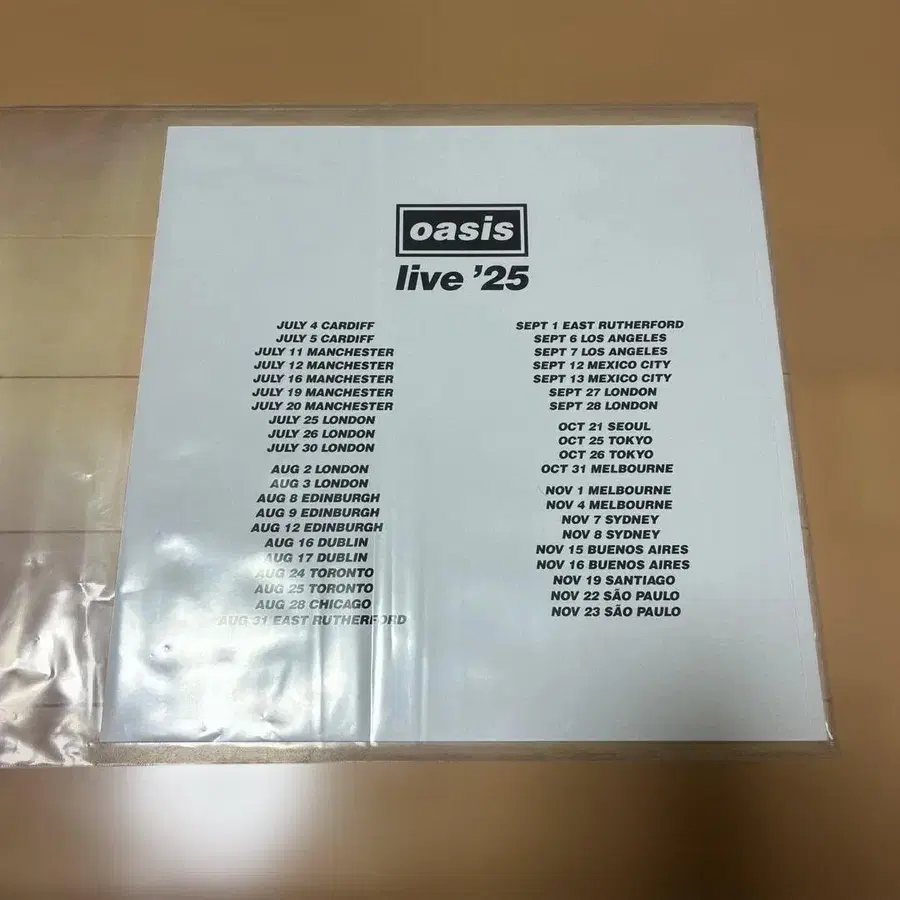 oasis
live ’25
JULY 4 CARDIFF
JULY 5 CARDIFF
JULY 11 MANCHESTER
JULY 12 MANCHESTER
JULY 16 MANCHESTER
JULY 19 MANCHESTER
JULY 20 MANCHESTER
JULY 25 LONDON
JULY 26 LONDON
JULY 30 LONDON
AUG 2 LONDON
AUG 3 LONDON
AUG 8 EDINBURGH
AUG 9 EDINBURGH
AUG 12 EDINBURGH
AUG 16 DUBLIN
AUG 17 DUBLIN
AUG 24 TORONTO
AUG 25 TORONTO
AUG 28 CHICAGO
AUG 31 EAST RUTHERFORD
SEPT 1 EAST RUTHERFORD
SEPT 6 LOS ANGELES
SEPT 7 LOS ANGELES
SEPT 12 MEXICO CITY
SEPT 13 MEXICO CITY
SEPT 27 LONDON
SEPT 28 LONDON
OCT 21 SEOUL
OCT 25 TOKYO
OCT 26 TOKYO
OCT 31 MELBOURNE
NOV 1 MELBOURNE
NOV 4 MELBOURNE
NOV 7 SYDNEY
NOV 8 SYDNEY
NOV 15 BUENOS AIRES
NOV 16 BUENOS AIRES
NOV 19 SANTIAGO
NOV 22 SÃO PAULO
NOV 23 SÃO PAULO